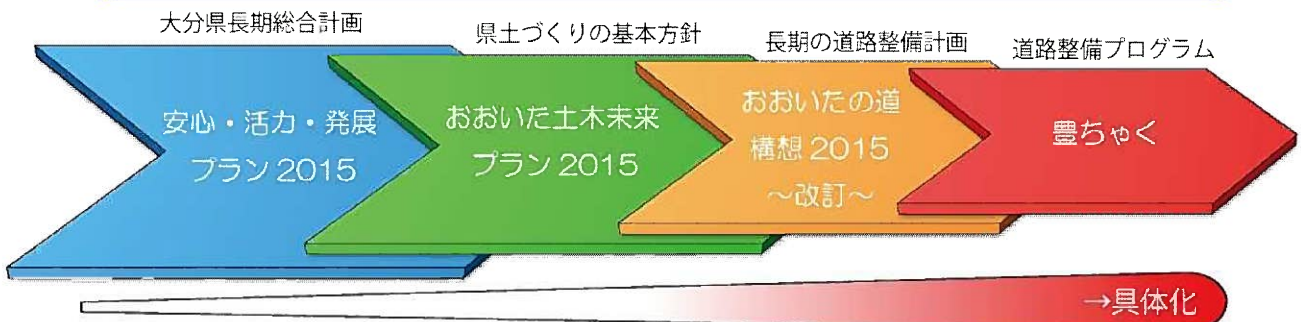 大分県長期総合計画
県土づくりの基本方針
長期の道路整備計画
道路整備プログラム
安心・活力・発展
プラン2015
おおいた土木未来
プラン2015
おおいたの道
構想2015
~改訂~
豊ちゃく
→具体化